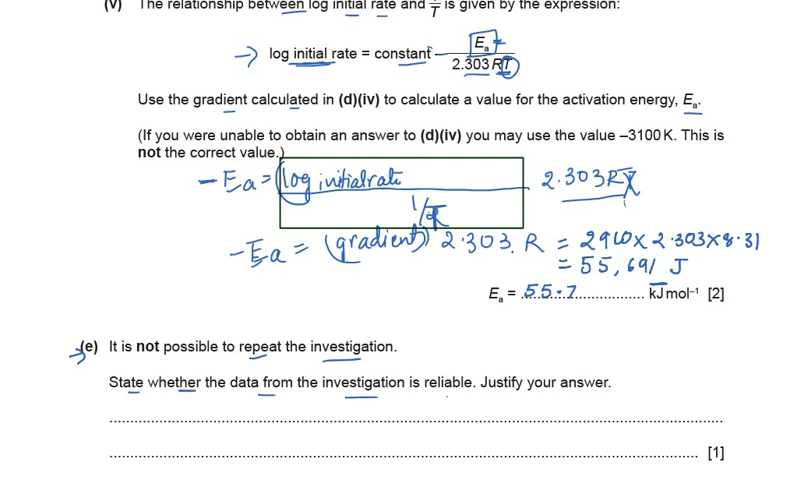 (v) The relationship between log initial rate and 1/T is given by the expression:
→ log initial rate = constant − Ea / 2.303 RT
Use the gradient calculated in (d)(iv) to calculate a value for the activation energy, Ea.
(If you were unable to obtain an answer to (d)(iv) you may use the value –3100 K. This is
not the correct value.)
− Ea = (log initial rate / 1/T 2.303RT
− Ea = (gradient) 2.303. R = 2910 × 2.303 × 8.31
= 55,691 J
Ea = 55.7 kJ mol–1 [2]
(e) It is not possible to repeat the investigation.
State whether the data from the investigation is reliable. Justify your answer.
[1]